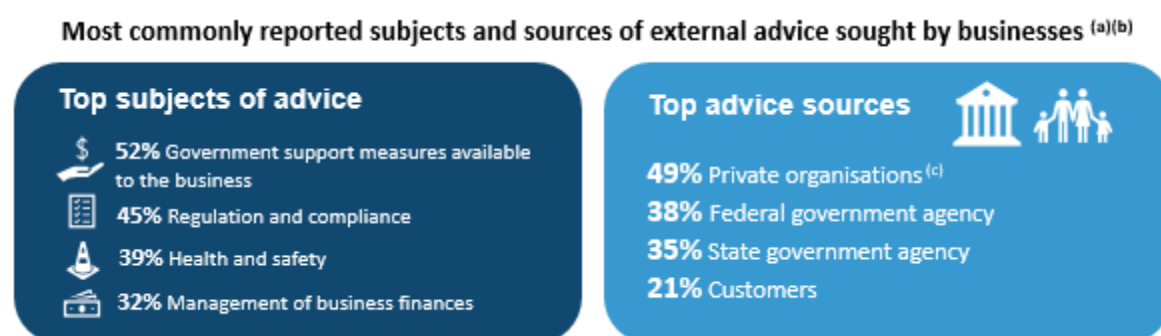 Most commonly reported subjects and sources of external advice sought by businesses (a)(b)
Top subjects of advice
$
52% Government support measures available
to the business
45% Regulation and compliance
39% Health and safety
32% Management of business finances
Top advice sources
49% Private organisations (c)
38% Federal government agency
35% State government agency
21% Customers